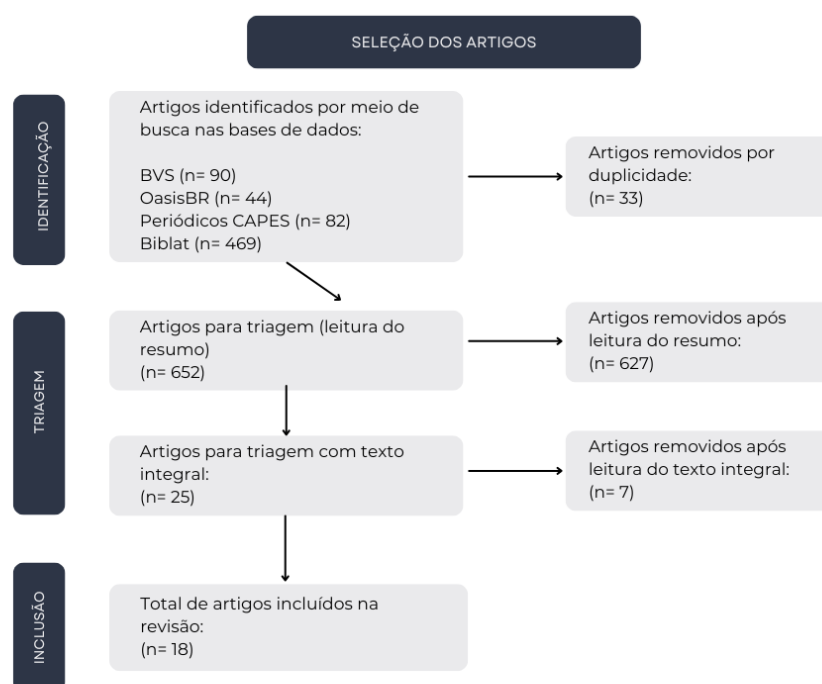 SELEÇÃO DOS ARTIGOS
IDENTIFICAÇÃO
Artigos identificados por meio de
busca nas bases de dados:
BVS (n= 90)
OasisBR (n= 44)
Periódicos CAPES (n= 82)
Biblat (n= 469)
Artigos removidos por
duplicidade:
(n= 33)
TRIAGEM
Artigos para triagem (leitura do
resumo)
(n= 652)
Artigos removidos após
leitura do resumo:
(n= 627)
Artigos para triagem com texto
integral:
(n= 25)
Artigos removidos após
leitura do texto integral:
(n= 7)
INCLUSÃO
Total de artigos incluídos na
revisão:
(n= 18)